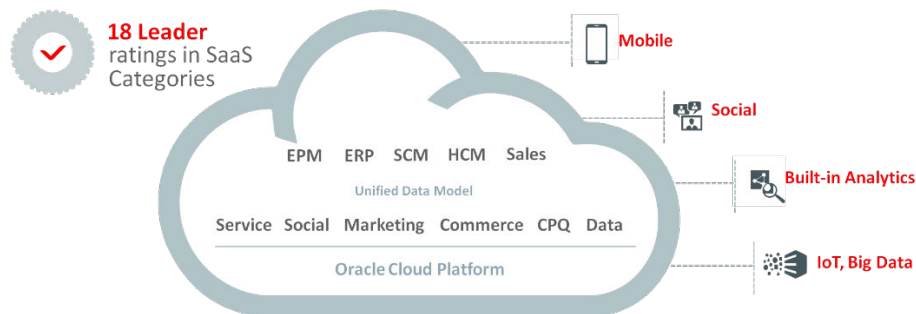 18 Leader
ratings in SaaS
Categories
Mobile
Social
EPM ERP SCM HCM Sales
Unified Data Model
Built-in Analytics
Service Social Marketing Commerce CPQ Data
Oracle Cloud Platform
IoT, Big Data